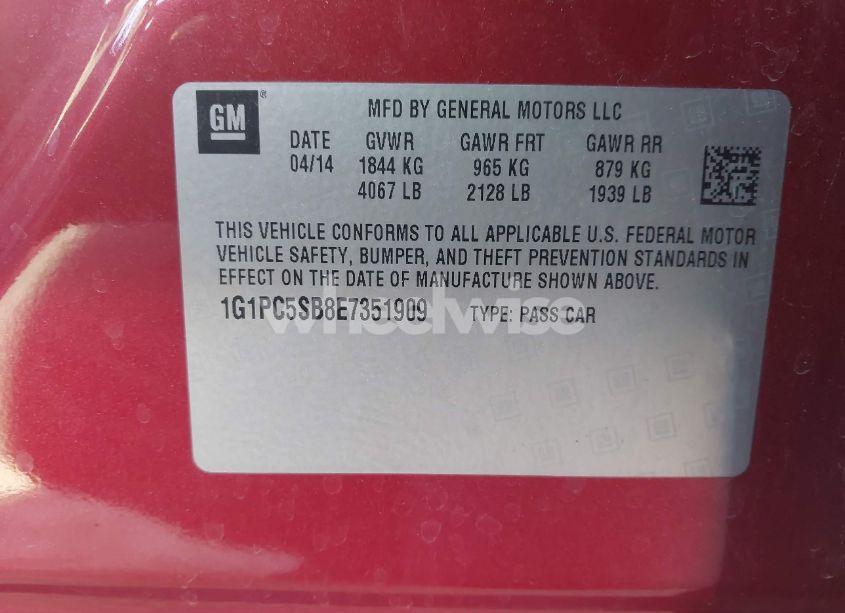 GM ®
MFD BY GENERAL MOTORS LLC
DATE GVWR GAWR FRT GAWR RR
04/14 1844 KG 965 KG 879 KG
4067 LB 2128 LB 1939 LB
THIS VEHICLE CONFORMS TO ALL APPLICABLE U.S. FEDERAL MOTOR
VEHICLE SAFETY, BUMPER, AND THEFT PREVENTION STANDARDS IN
EFFECT ON THE DATE OF MANUFACTURE SHOWN ABOVE.
1G1PC5SB8E7351909 TYPE: PASS CAR
wheelwise